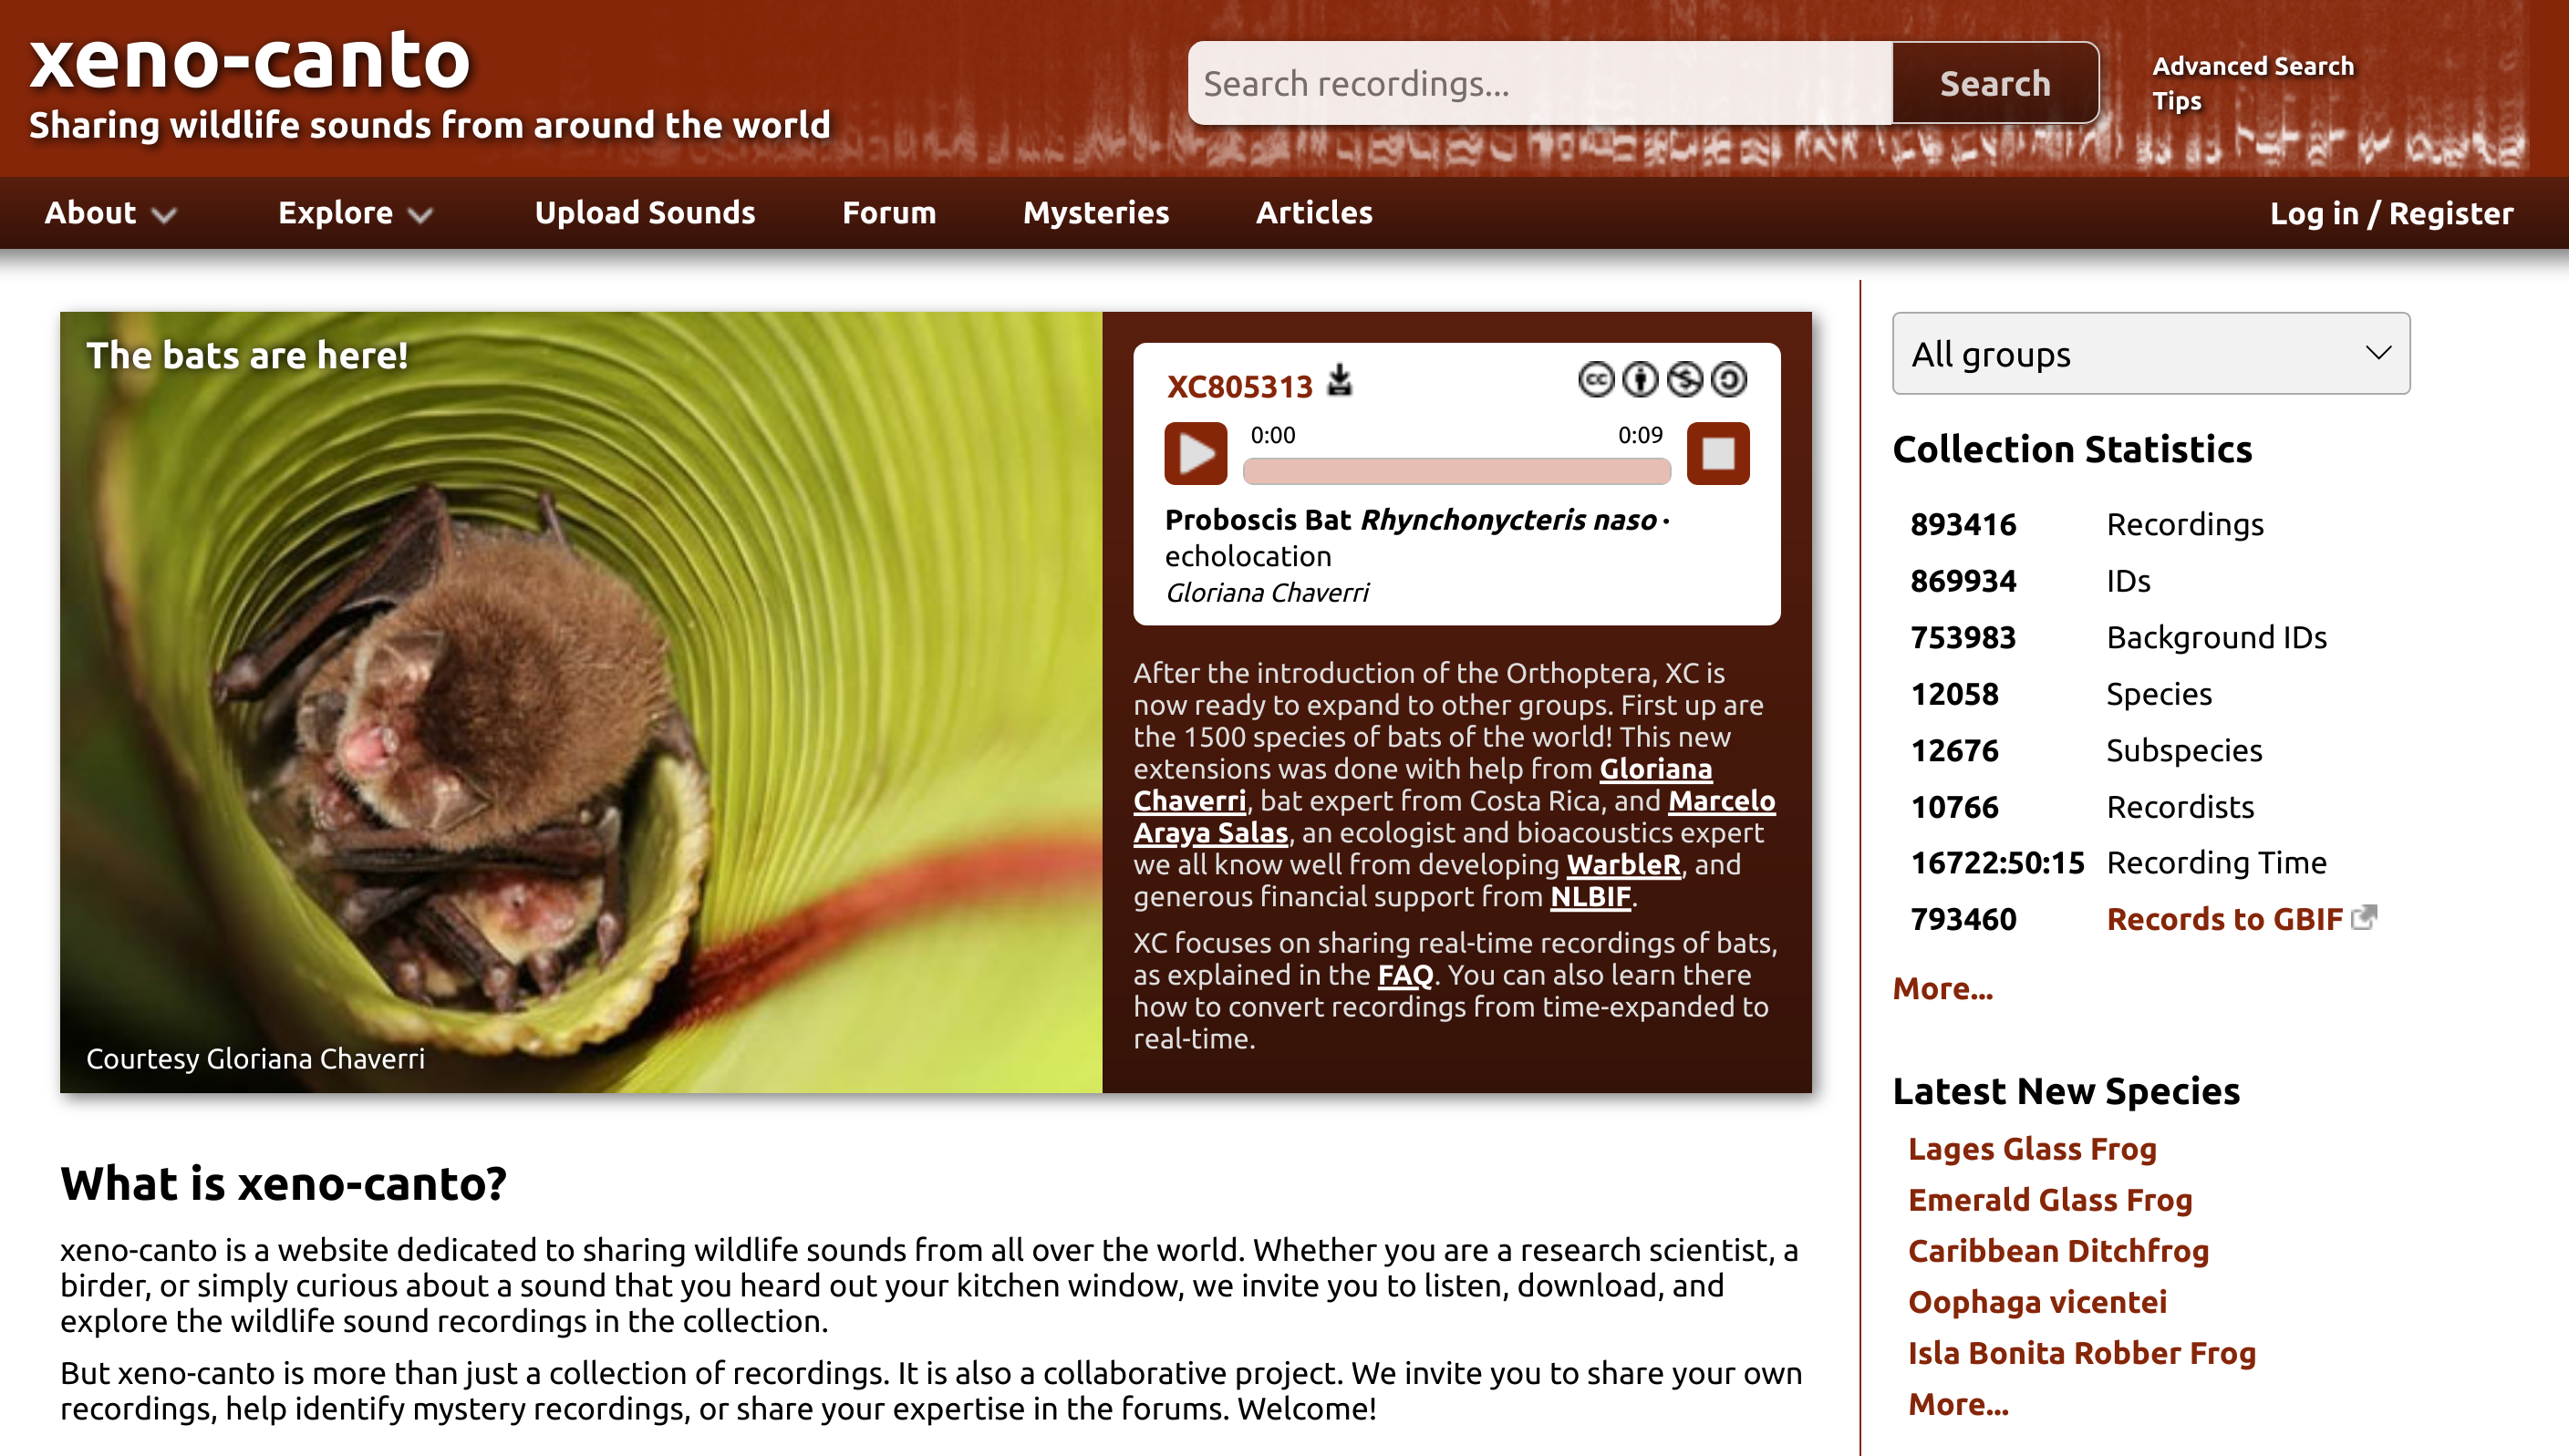 xeno-canto
Sharing wildlife sounds from around the world
Search recordings...
Search
Advanced Search
Tips
About
Explore
Upload Sounds
Forum
Mysteries
Articles
Log in / Register
The bats are here!
Courtesy Gloriana Chaverri
XC805313
cc
0:00
0:09
Proboscis Bat Rhynchonycteris naso ·
echolocation
Gloriana Chaverri
After the introduction of the Orthoptera, XC is
now ready to expand to other groups. First up are
the 1500 species of bats of the world! This new
extensions was done with help from Gloriana
Chaverri, bat expert from Costa Rica, and Marcelo
Araya Salas, an ecologist and bioacoustics expert
we all know well from developing WarbleR, and
generous financial support from NLBIF.
XC focuses on sharing real-time recordings of bats,
as explained in the FAQ. You can also learn there
how to convert recordings from time-expanded to
real-time.
What is xeno-canto?
xeno-canto is a website dedicated to sharing wildlife sounds from all over the world. Whether you are a research scientist, a
birder, or simply curious about a sound that you heard out your kitchen window, we invite you to listen, download, and
explore the wildlife sound recordings in the collection.
But xeno-canto is more than just a collection of recordings. It is also a collaborative project. We invite you to share your own
recordings, help identify mystery recordings, or share your expertise in the forums. Welcome!
All groups
Collection Statistics
893416 Recordings
869934 IDs
753983 Background IDs
12058 Species
12676 Subspecies
10766 Recordists
16722:50:15 Recording Time
793460 Records to GBIF
More...
Latest New Species
Lages Glass Frog
Emerald Glass Frog
Caribbean Ditchfrog
Oophaga vicentei
Isla Bonita Robber Frog
More...